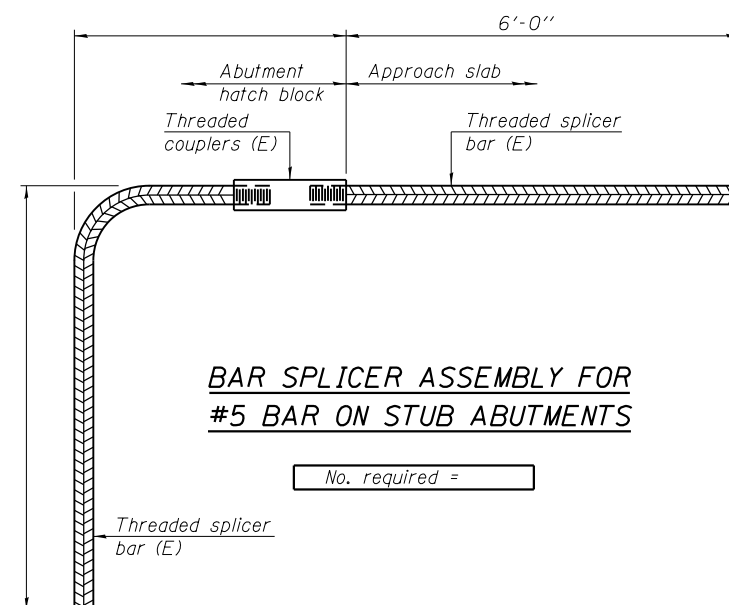 6'-0"
Abutment
hatch block
Approach slab
Threaded
couplers (E)
Threaded splicer
bar (E)
BAR SPLICER ASSEMBLY FOR
#5 BAR ON STUB ABUTMENTS
No. required =
Threaded splicer
bar (E)